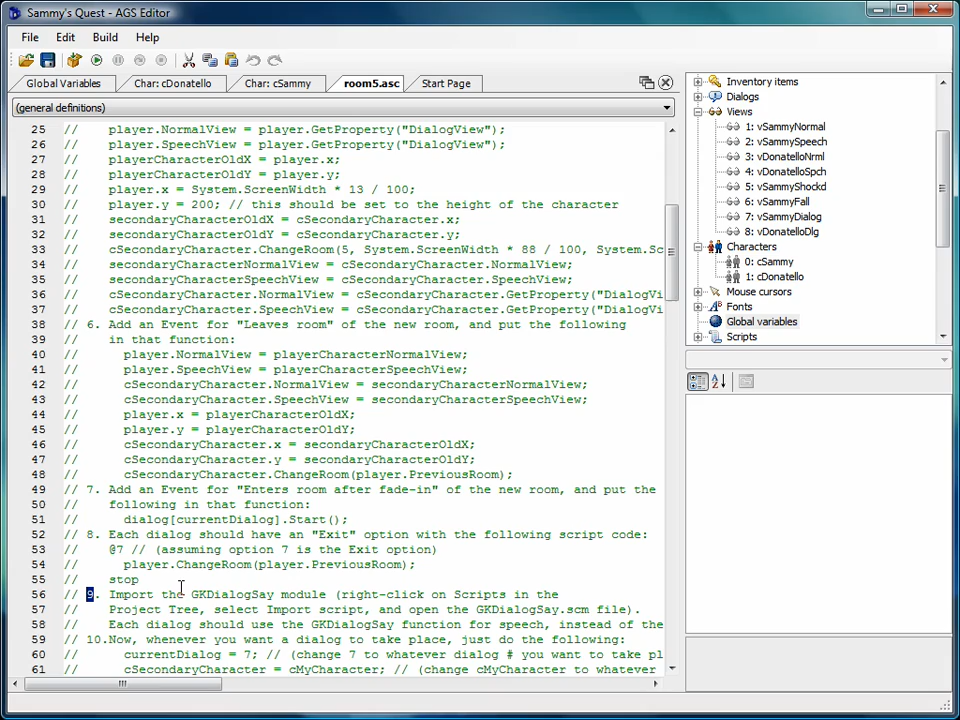 Sammy's Quest - AGS Editor
File Edit Build Help
Global Variables Char: cDonatello Char: cSammy room5.asc Start Page
(general definitions)
25 // player.NormalView = player.GetProperty("DialogView");
26 // player.SpeechView = player.GetProperty("DialogView");
27 // playerCharacterOldX = player.x;
28 // playerCharacterOldY = player.y;
29 // player.x = System.ScreenWidth * 13 / 100;
30 // player.y = 200; // this should be set to the height of the character
31 // secondaryCharacterOldX = cSecondaryCharacter.x;
32 // secondaryCharacterOldY = cSecondaryCharacter.y;
33 // cSecondaryCharacter.ChangeRoom(5, System.ScreenWidth * 88 / 100, System.Sc
34 // secondaryCharacterNormalView = cSecondaryCharacter.NormalView;
35 // secondaryCharacterSpeechView = cSecondaryCharacter.SpeechView;
36 // cSecondaryCharacter.NormalView = cSecondaryCharacter.GetProperty("DialogVi
37 // cSecondaryCharacter.SpeechView = cSecondaryCharacter.GetProperty("DialogVi
38 // 6. Add an Event for "Leaves room" of the new room, and put the following
39 // in that function:
40 // player.NormalView = playerCharacterNormalView;
41 // player.SpeechView = playerCharacterSpeechView;
42 // cSecondaryCharacter.NormalView = secondaryCharacterNormalView;
43 // cSecondaryCharacter.SpeechView = secondaryCharacterSpeechView;
44 // player.x = playerCharacterOldX;
45 // player.y = playerCharacterOldY;
46 // cSecondaryCharacter.x = secondaryCharacterOldX;
47 // cSecondaryCharacter.y = secondaryCharacterOldY;
48 // cSecondaryCharacter.ChangeRoom(player.PreviousRoom);
49 // 7. Add an Event for "Enters room after fade-in" of the new room, and put the
50 // following in that function:
51 // dialog[currentDialog].Start();
52 // 8. Each dialog should have an "Exit" option with the following script code:
53 // @7 // (assuming option 7 is the Exit option)
54 // player.ChangeRoom(player.PreviousRoom);
55 // stop
56 // 9. Import the GKDialogSay module (right-click on Scripts in the
57 // Project Tree, select Import script, and open the GKDialogSay.scm file).
58 // Each dialog should use the GKDialogSay function for speech, instead of the
59 // 10.Now, whenever you want a dialog to take place, just do the following:
60 // currentDialog = 7; // (change 7 to whatever dialog # you want to take pl
61 // cSecondaryCharacter = cMyCharacter; // (change cMyCharacter to whatever
Inventory items
Dialogs
Views
1: vSammyNormal
2: vSammySpeech
3: vDonatelloNrml
4: vDonatelloSpch
5: vSammyShockd
6: vSammyFall
7: vSammyDialog
8: vDonatelloDlg
Characters
0: cSammy
1: cDonatello
Mouse cursors
Fonts
Global variables
Scripts